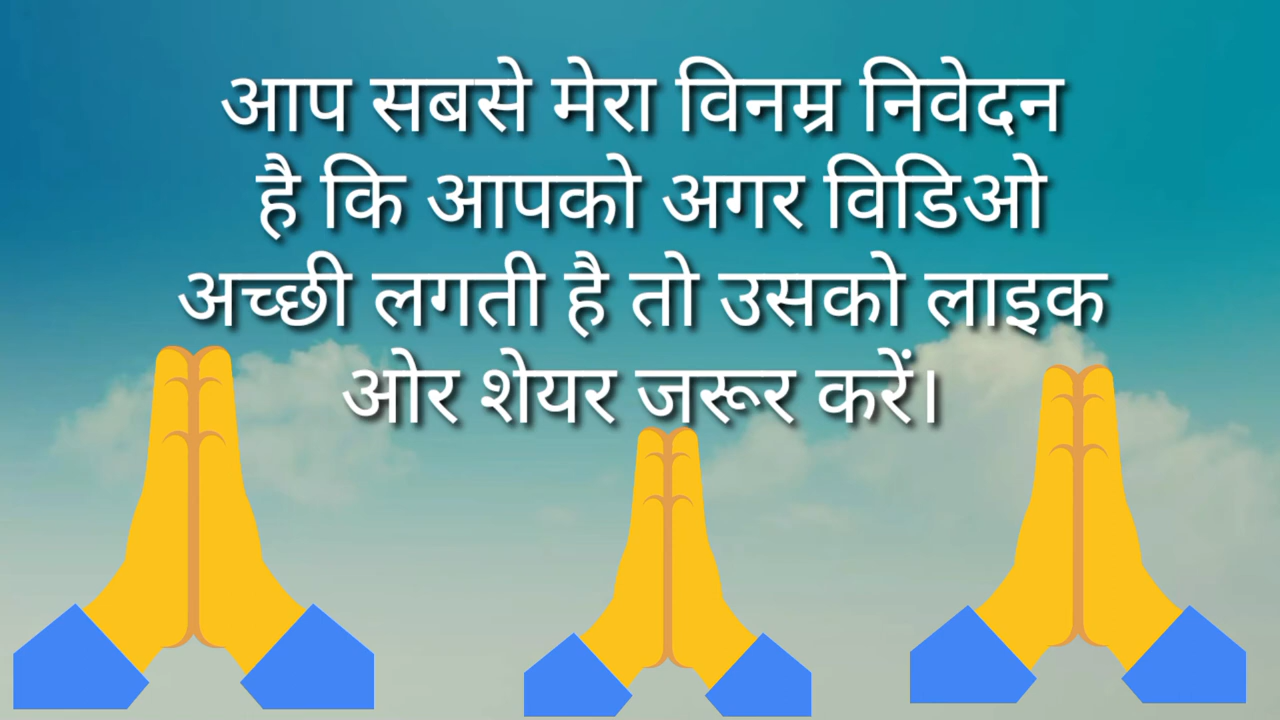 आप सबसे मेरा विनम्र निवेदन
है कि आपको अगर विडिओ
अच्छी लगती है तो उसको लाइक
ओर शेयर जरूर करें।